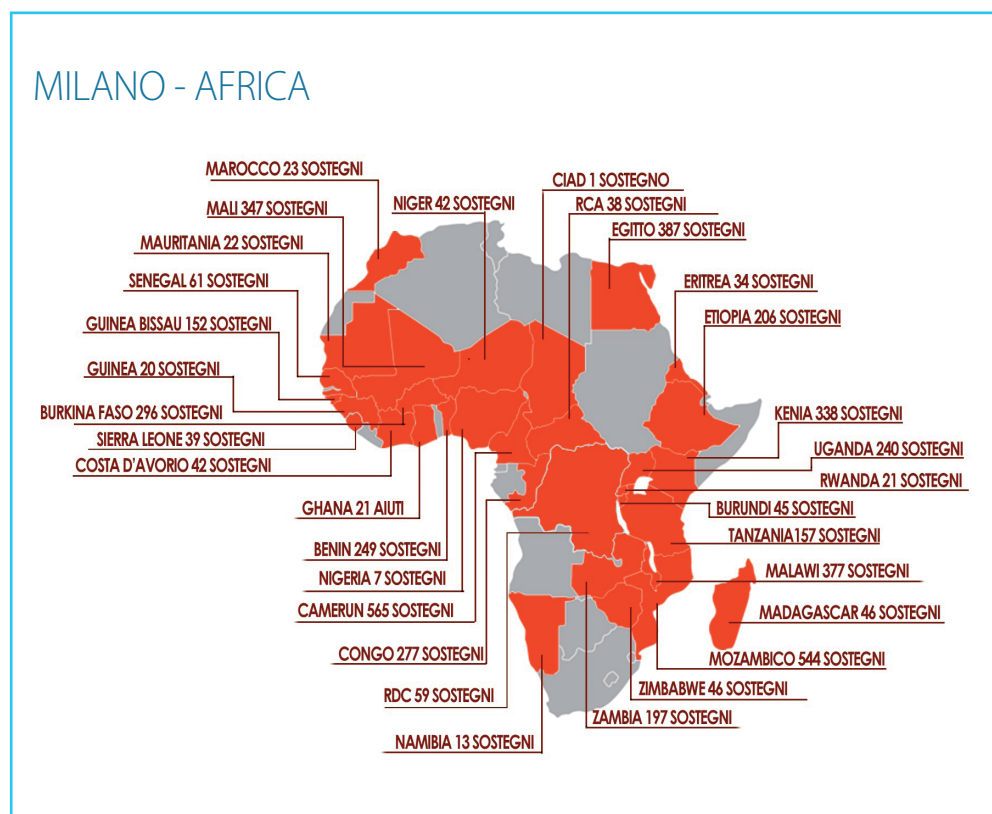 MILANO - AFRICA
MAROCCO 23 SOSTEGNI
MALI 347 SOSTEGNI
MAURITANIA 22 SOSTEGNI
SENEGAL 61 SOSTEGNI
GUINEA BISSAU 152 SOSTEGNI
GUINEA 20 SOSTEGNI
BURKINA FASO 296 SOSTEGNI
SIERRA LEONE 39 SOSTEGNI
COSTA D'AVORIO 42 SOSTEGNI
GHANA 21 AIUTI
BENIN 249 SOSTEGNI
NIGERIA 7 SOSTEGNI
CAMERUN 565 SOSTEGNI
CONGO 277 SOSTEGNI
RDC 59 SOSTEGNI
NAMIBIA 13 SOSTEGNI
NIGER 42 SOSTEGNI
CIAD 1 SOSTEGNO
RCA 38 SOSTEGNI
EGITTO 387 SOSTEGNI
ERITREA 34 SOSTEGNI
ETIOPIA 206 SOSTEGNI
KENIA 338 SOSTEGNI
UGANDA 240 SOSTEGNI
RWANDA 21 SOSTEGNI
BURUNDI 45 SOSTEGNI
TANZANIA157 SOSTEGNI
MALAWI 377 SOSTEGNI
MADAGASCAR 46 SOSTEGNI
MOZAMBICO 544 SOSTEGNI
ZIMBABWE 46 SOSTEGNI
ZAMBIA 197 SOSTEGNI